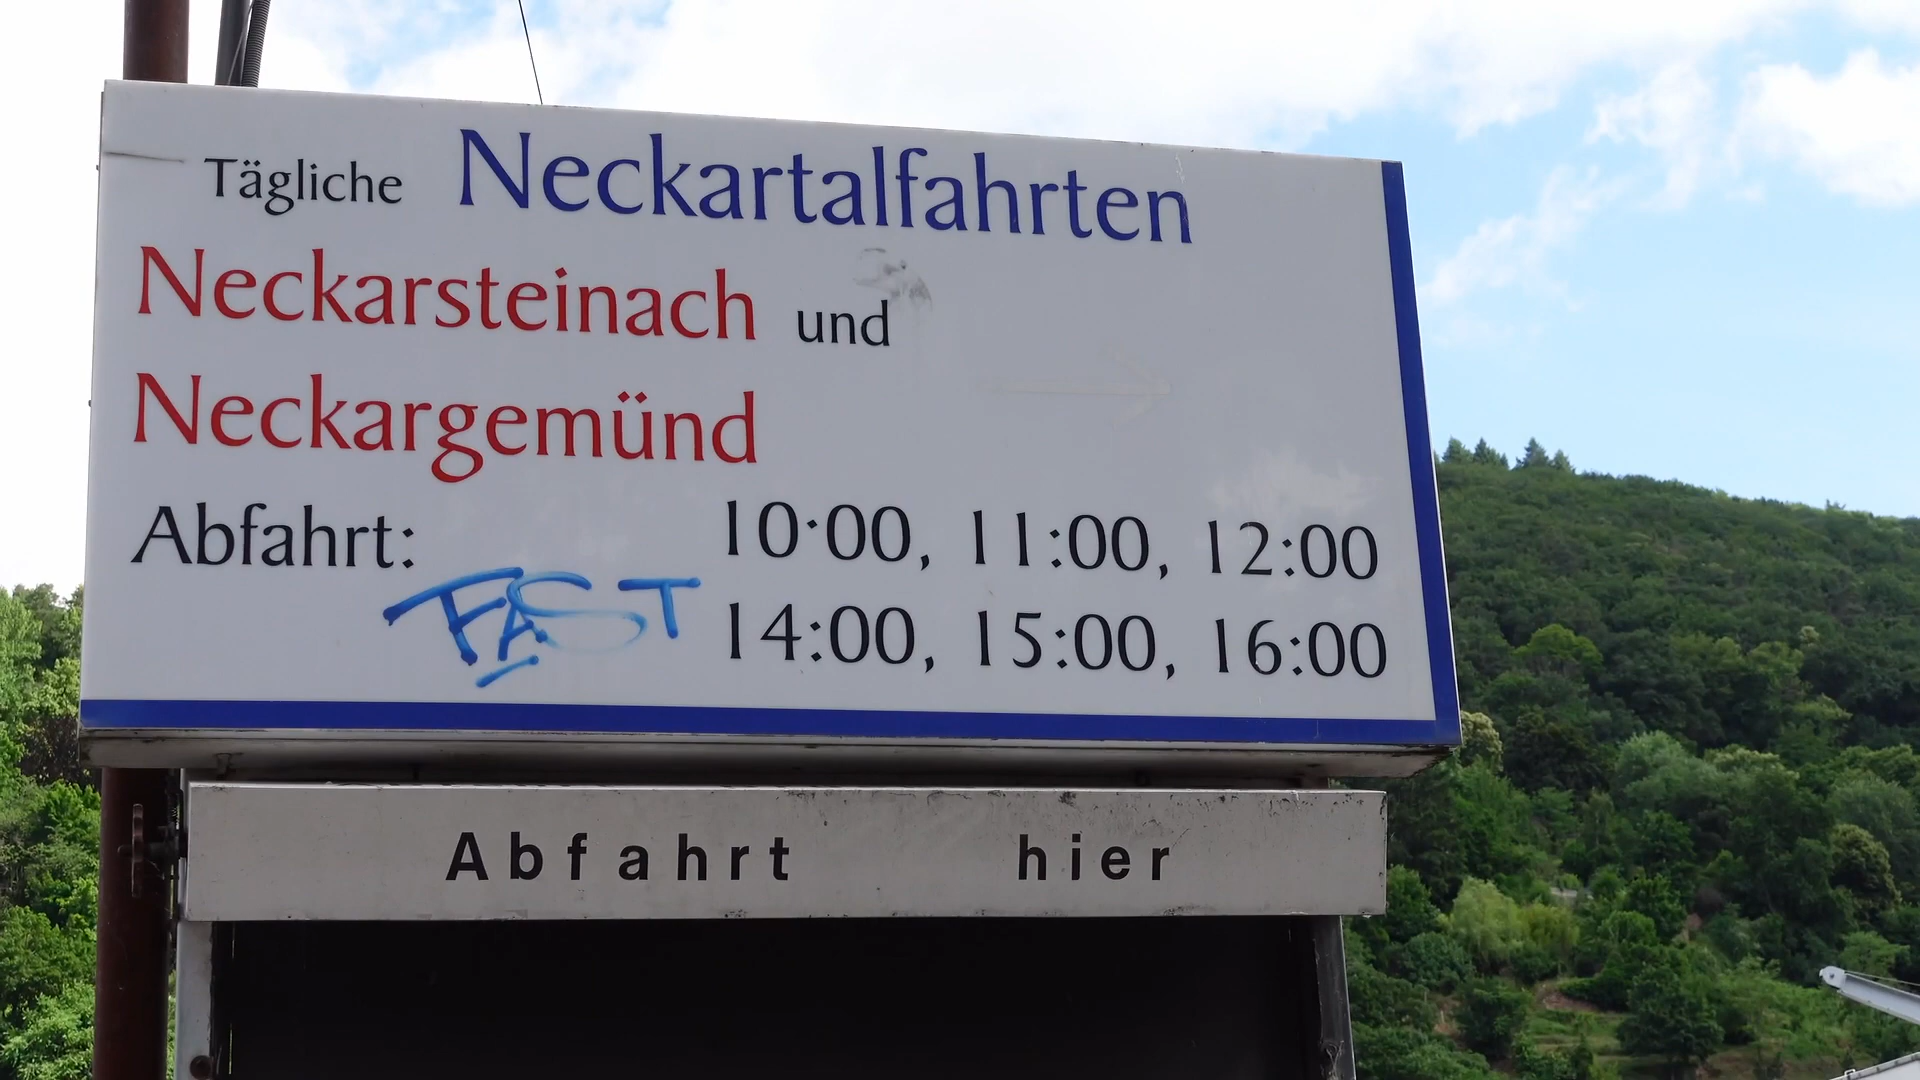 Tägliche Neckartalfahrten
Neckarsteinach und
Neckargemünd
Abfahrt: 10:00, 11:00, 12:00
FAST 14:00, 15:00, 16:00
Abfahrt hier